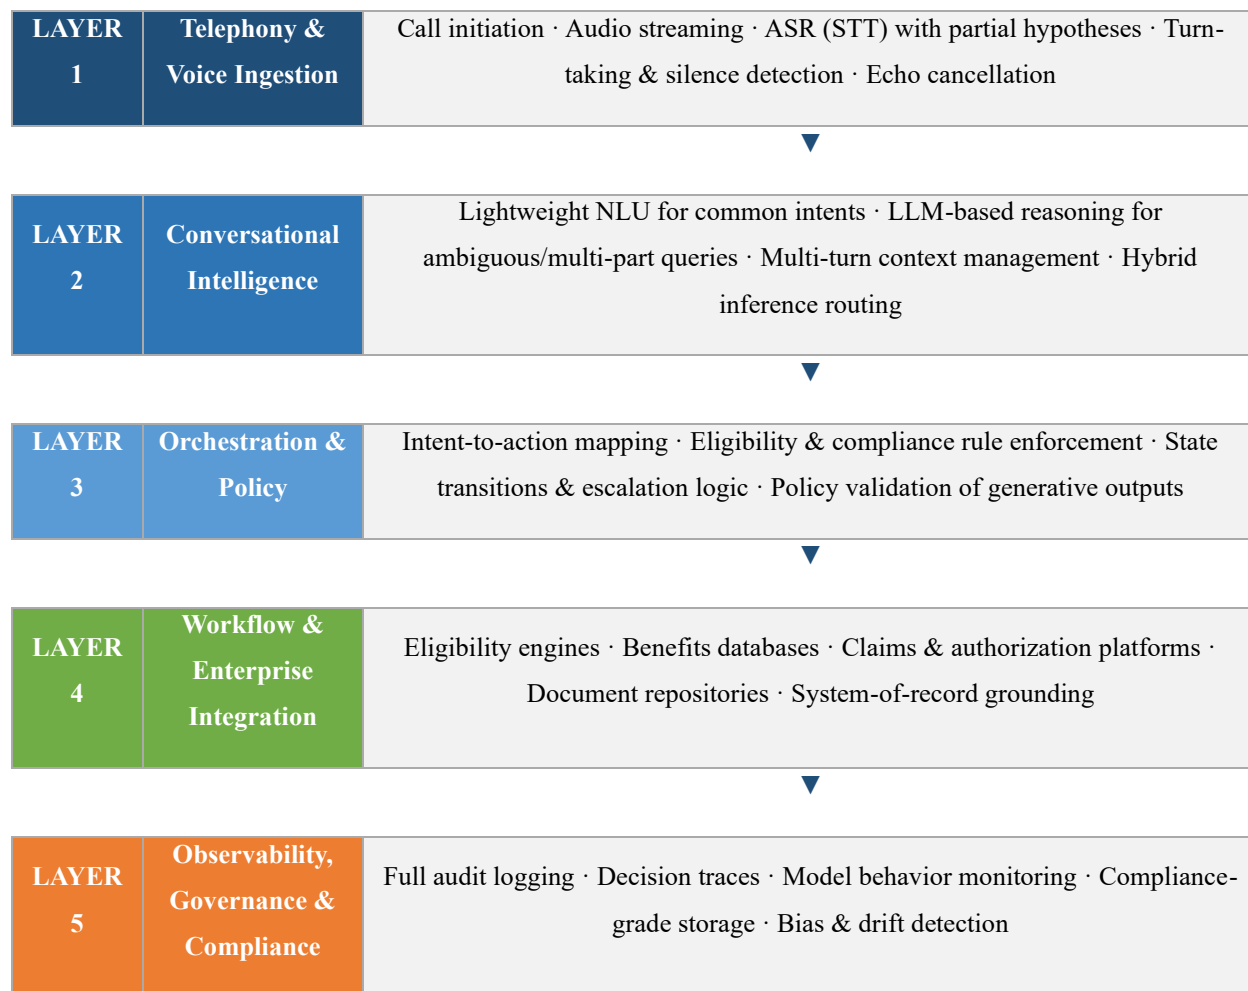 LAYER
1
Telephony &
Voice Ingestion
Call initiation · Audio streaming · ASR (STT) with partial hypotheses · Turn-
taking & silence detection · Echo cancellation
LAYER
2
Conversational
Intelligence
Lightweight NLU for common intents · LLM-based reasoning for
ambiguous/multi-part queries · Multi-turn context management · Hybrid
inference routing
LAYER
3
Orchestration &
Policy
Intent-to-action mapping · Eligibility & compliance rule enforcement · State
transitions & escalation logic · Policy validation of generative outputs
LAYER
4
Workflow &
Enterprise
Integration
Eligibility engines · Benefits databases · Claims & authorization platforms ·
Document repositories · System-of-record grounding
LAYER
5
Observability,
Governance &
Compliance
Full audit logging · Decision traces · Model behavior monitoring · Compliance-
grade storage · Bias & drift detection